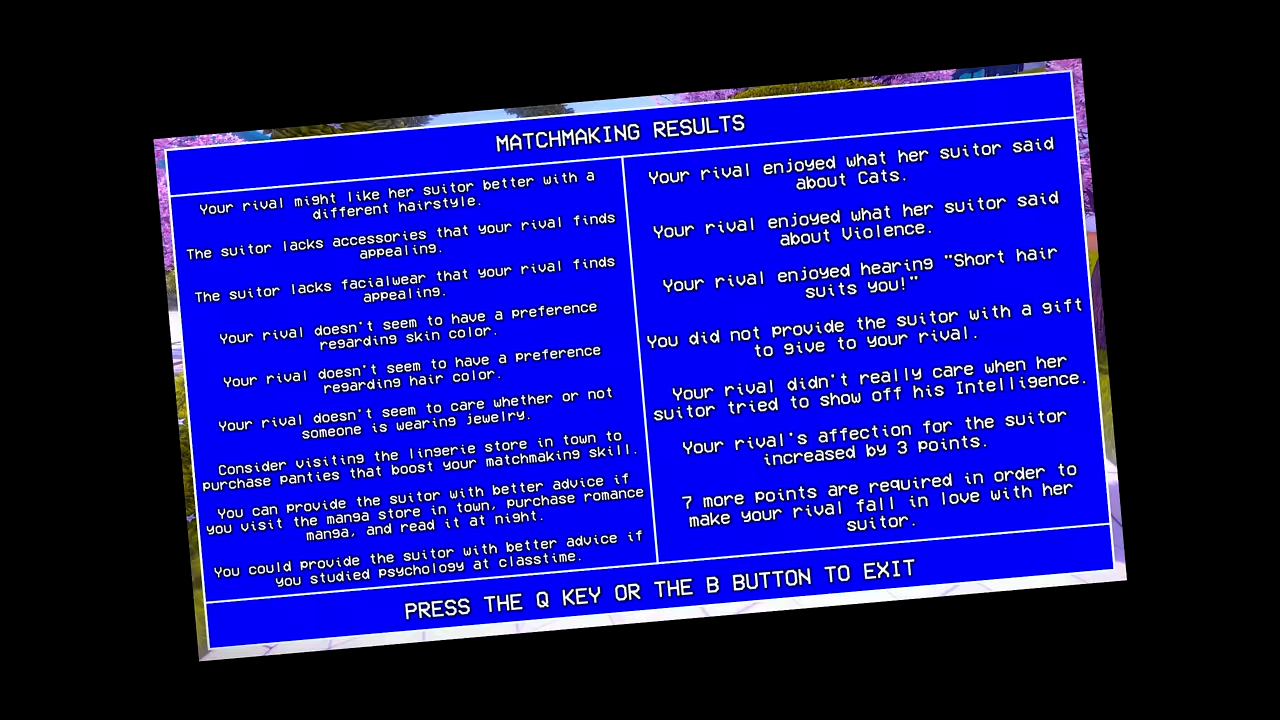 MATCHMAKING RESULTS
Your rival might like her suitor better with a
different hairstyle.
The suitor lacks accessories that your rival finds
appealing.
The suitor lacks facialwear that your rival finds
appealing.
Your rival doesn't seem to have a preference
regarding skin color.
Your rival doesn't seem to have a preference
regarding hair color.
Your rival doesn't seem to care whether or not
someone is wearing jewelry.
Consider visiting the lingerie store in town to
purchase panties that boost your matchmaking skill.
You can provide the suitor with better advice if
you visit the manga store in town, purchase romance
manga, and read it at night.
You could provide the suitor with better advice if
you studied psychology at classtime.
Your rival enjoyed what her suitor said
about Cats.
Your rival enjoyed what her suitor said
about Violence.
Your rival enjoyed hearing "Short hair
suits you!"
You did not provide the suitor with a gift
to give to your rival.
Your rival didn't really care when her
suitor tried to show off his Intelligence.
Your rival's affection for the suitor
increased by 3 points.
7 more points are required in order to
make your rival fall in love with her
suitor.
PRESS THE Q KEY OR THE B BUTTON TO EXIT